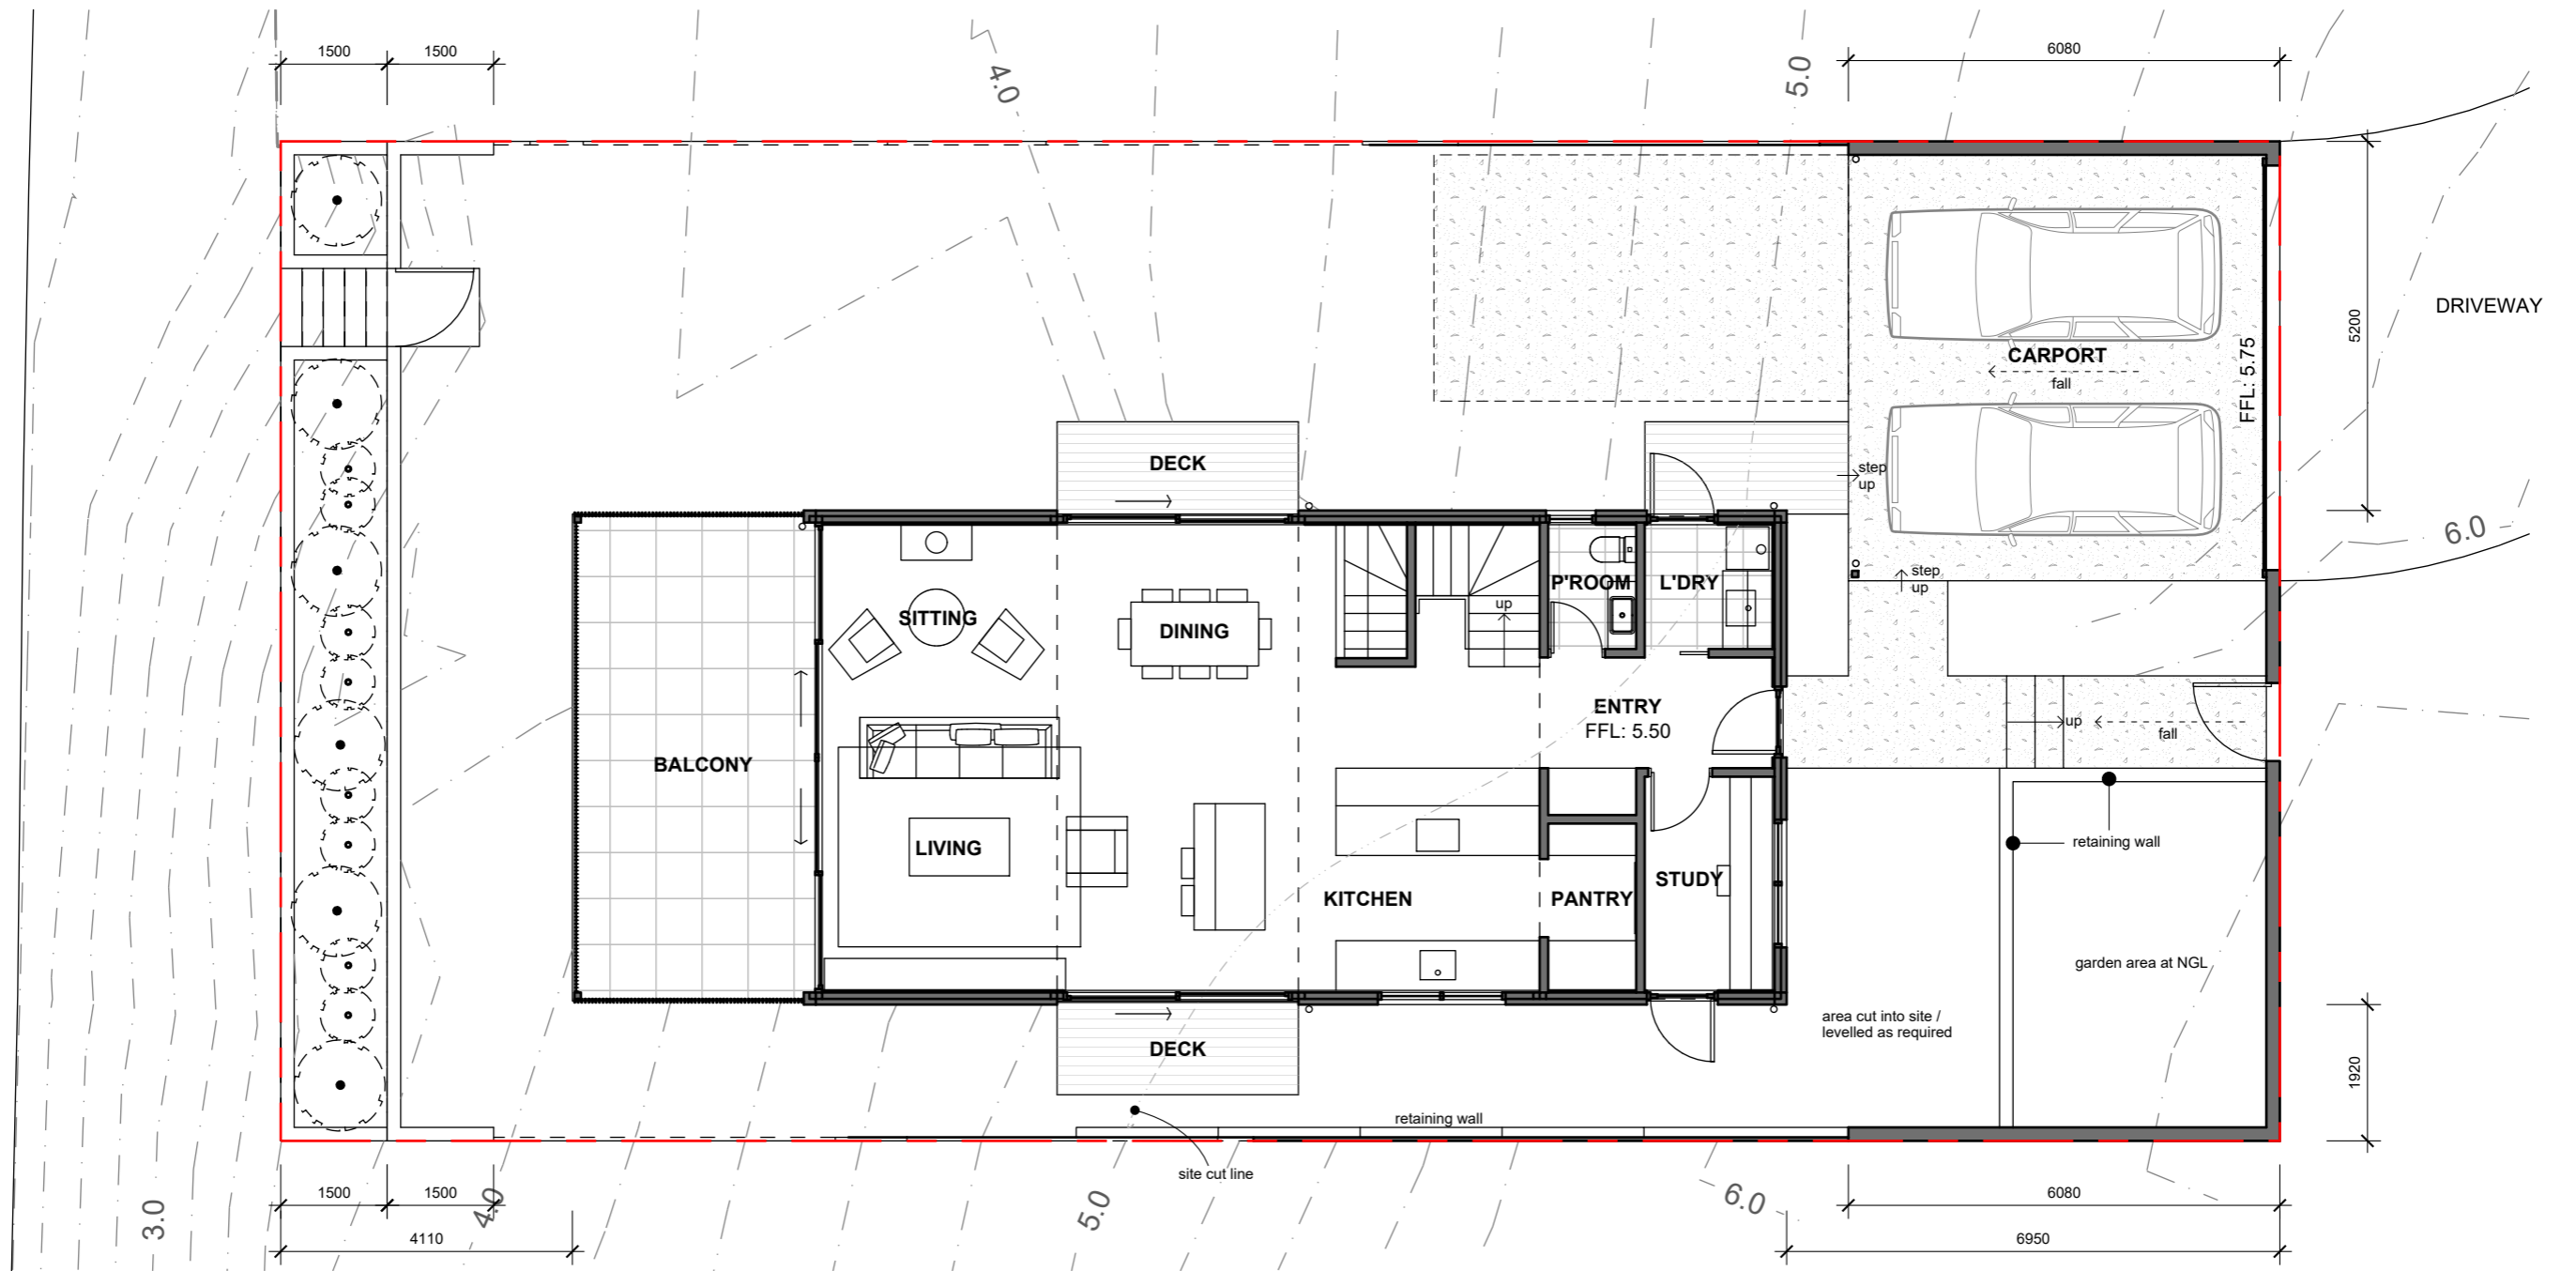 1500
1500
6080
4.0
5.0
DRIVEWAY
5200
CARPORT
fall
FFL: 5.75
DECK
step
up
6.0
step
up
P'ROOM
L'DRY
up
SITTING
DINING
ENTRY
FFL: 5.50
up
fall
BALCONY
LIVING
retaining wall
KITCHEN
PANTRY
STUDY
garden area at NGL
area cut into site /
levelled as required
DECK
1920
retaining wall
site cut line
3.0
1500
1500
4.0
5.0
6.0
6080
4110
6950